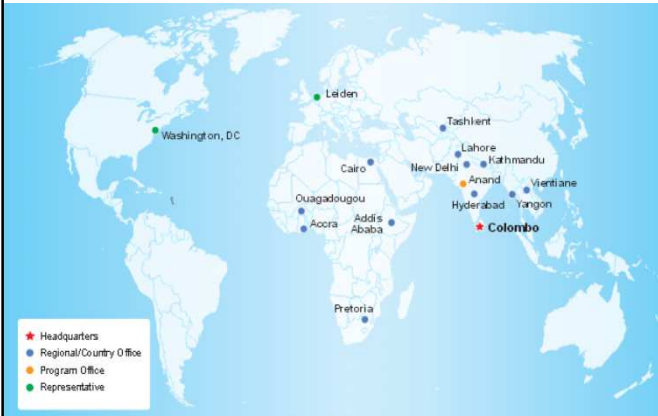 Leiden
Washington, DC
Tashkent
Lahore
Kathmandu
New Delhi
Cairo
Anand
Vientiane
Hyderabad
Yangon
Ouagadougou
Accra
Addis
Ababa
Colombo
Pretoria
Headquarters
Regional/Country Office
Program Office
Representative